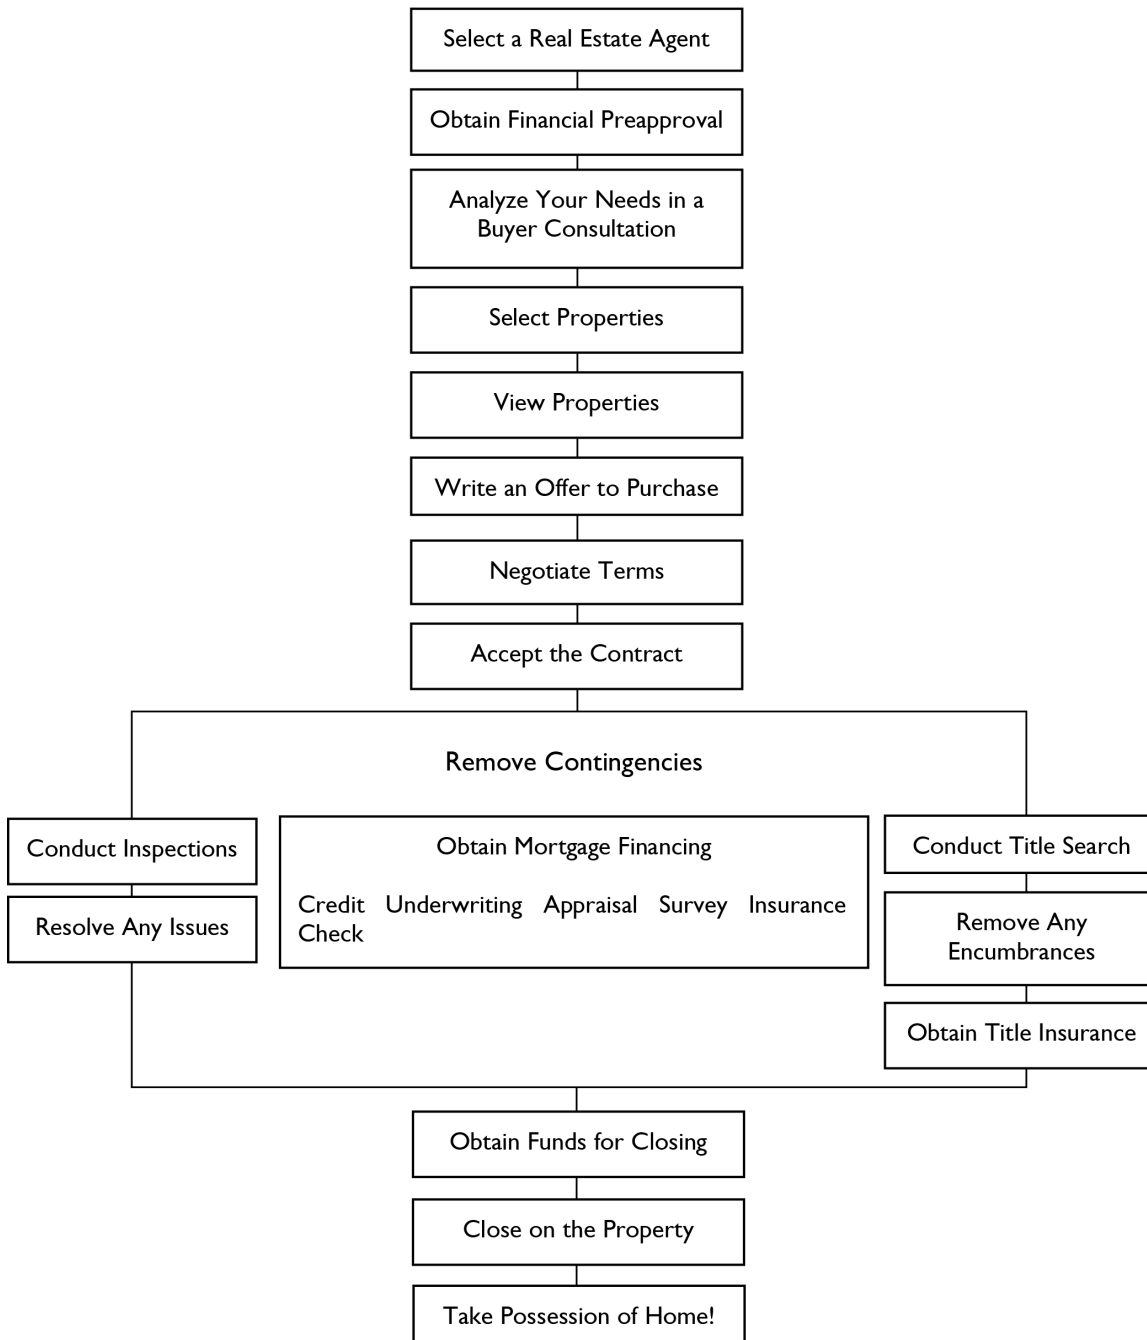 Select a Real Estate Agent
Obtain Financial Preapproval
Analyze Your Needs in a
Buyer Consultation
Select Properties
View Properties
Write an Offer to Purchase
Negotiate Terms
Accept the Contract
Remove Contingencies
Conduct Inspections
Resolve Any Issues
Obtain Mortgage Financing
Credit Underwriting Appraisal Survey Insurance
Check
Conduct Title Search
Remove Any
Encumbrances
Obtain Title Insurance
Obtain Funds for Closing
Close on the Property
Take Possession of Home!